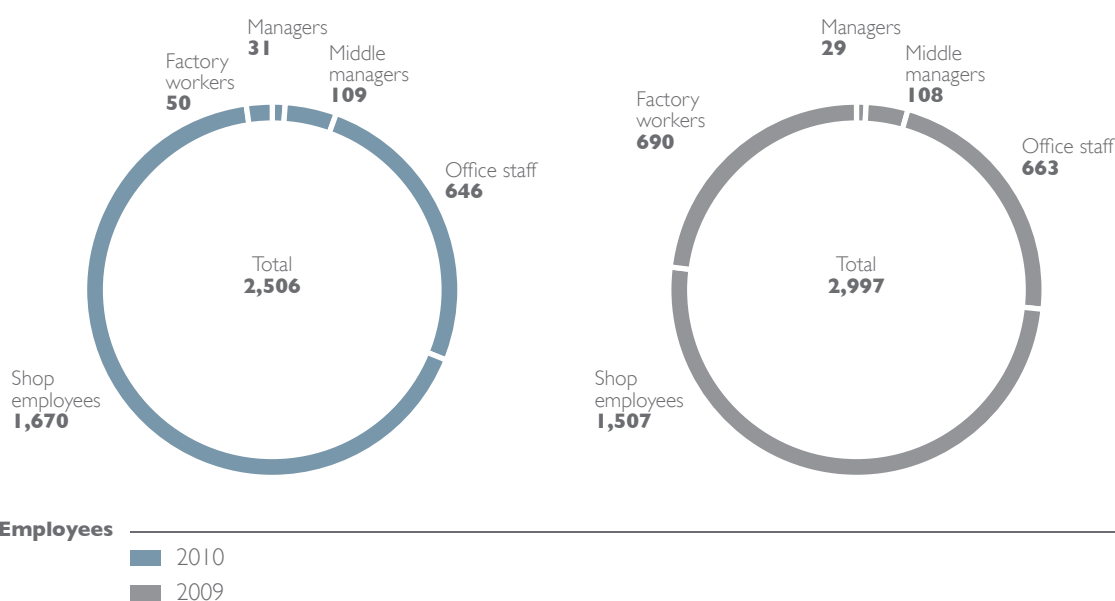 Managers
31
Factory
workers
50
Middle
managers
109
Office staff
646
Total
2,506
Shop
employees
1,670
Managers
29
Middle
managers
108
Factory
workers
690
Office staff
663
Total
2,997
Shop
employees
1,507
Employees
2010
2009